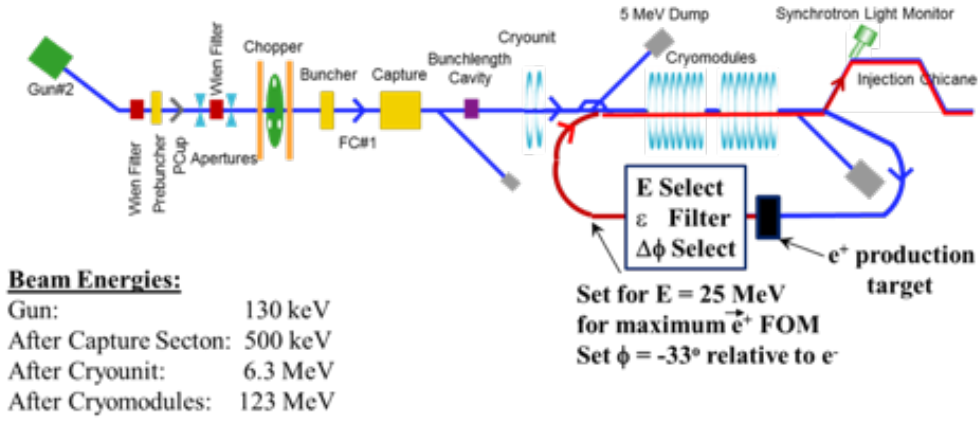 5 MeV Dump
Synchrotron Light Monitor
Cryounit
Wien Filter
Chopper
Bunchlength
Cavity
Cryomodules
Buncher
Capture
Injection Chicane
Gun#2
FC#1
Apertures
Wien Filter
Prebuncher
PCup
E Select
ε Filter
Δϕ Select
e⁺ production
target
Set for E = 25 MeV
for maximum e⃗⁺ FOM
Set ϕ = -33° relative to e⁻
Beam Energies:
Gun: 130 keV
After Capture Secton: 500 keV
After Cryounit: 6.3 MeV
After Cryomodules: 123 MeV